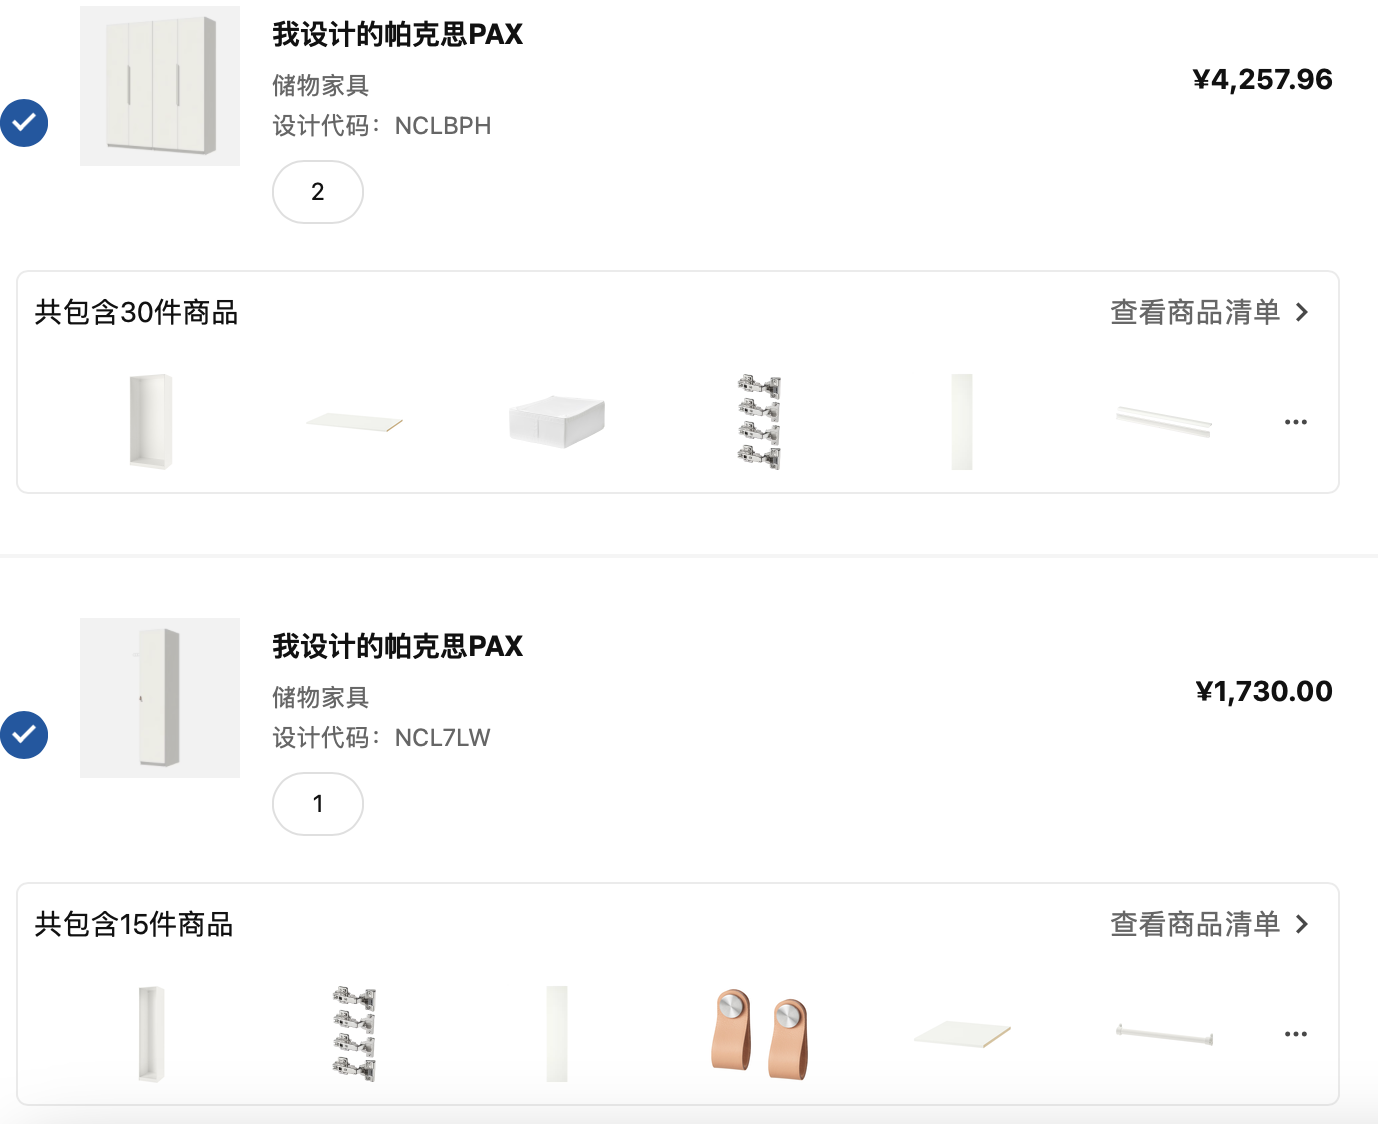 我设计的帕克思PAX
¥4,257.96
储物家具
设计代码：NCLBPH
2
共包含30件商品
查看商品清单
我设计的帕克思PAX
¥1,730.00
储物家具
设计代码：NCL7LW
1
共包含15件商品
查看商品清单